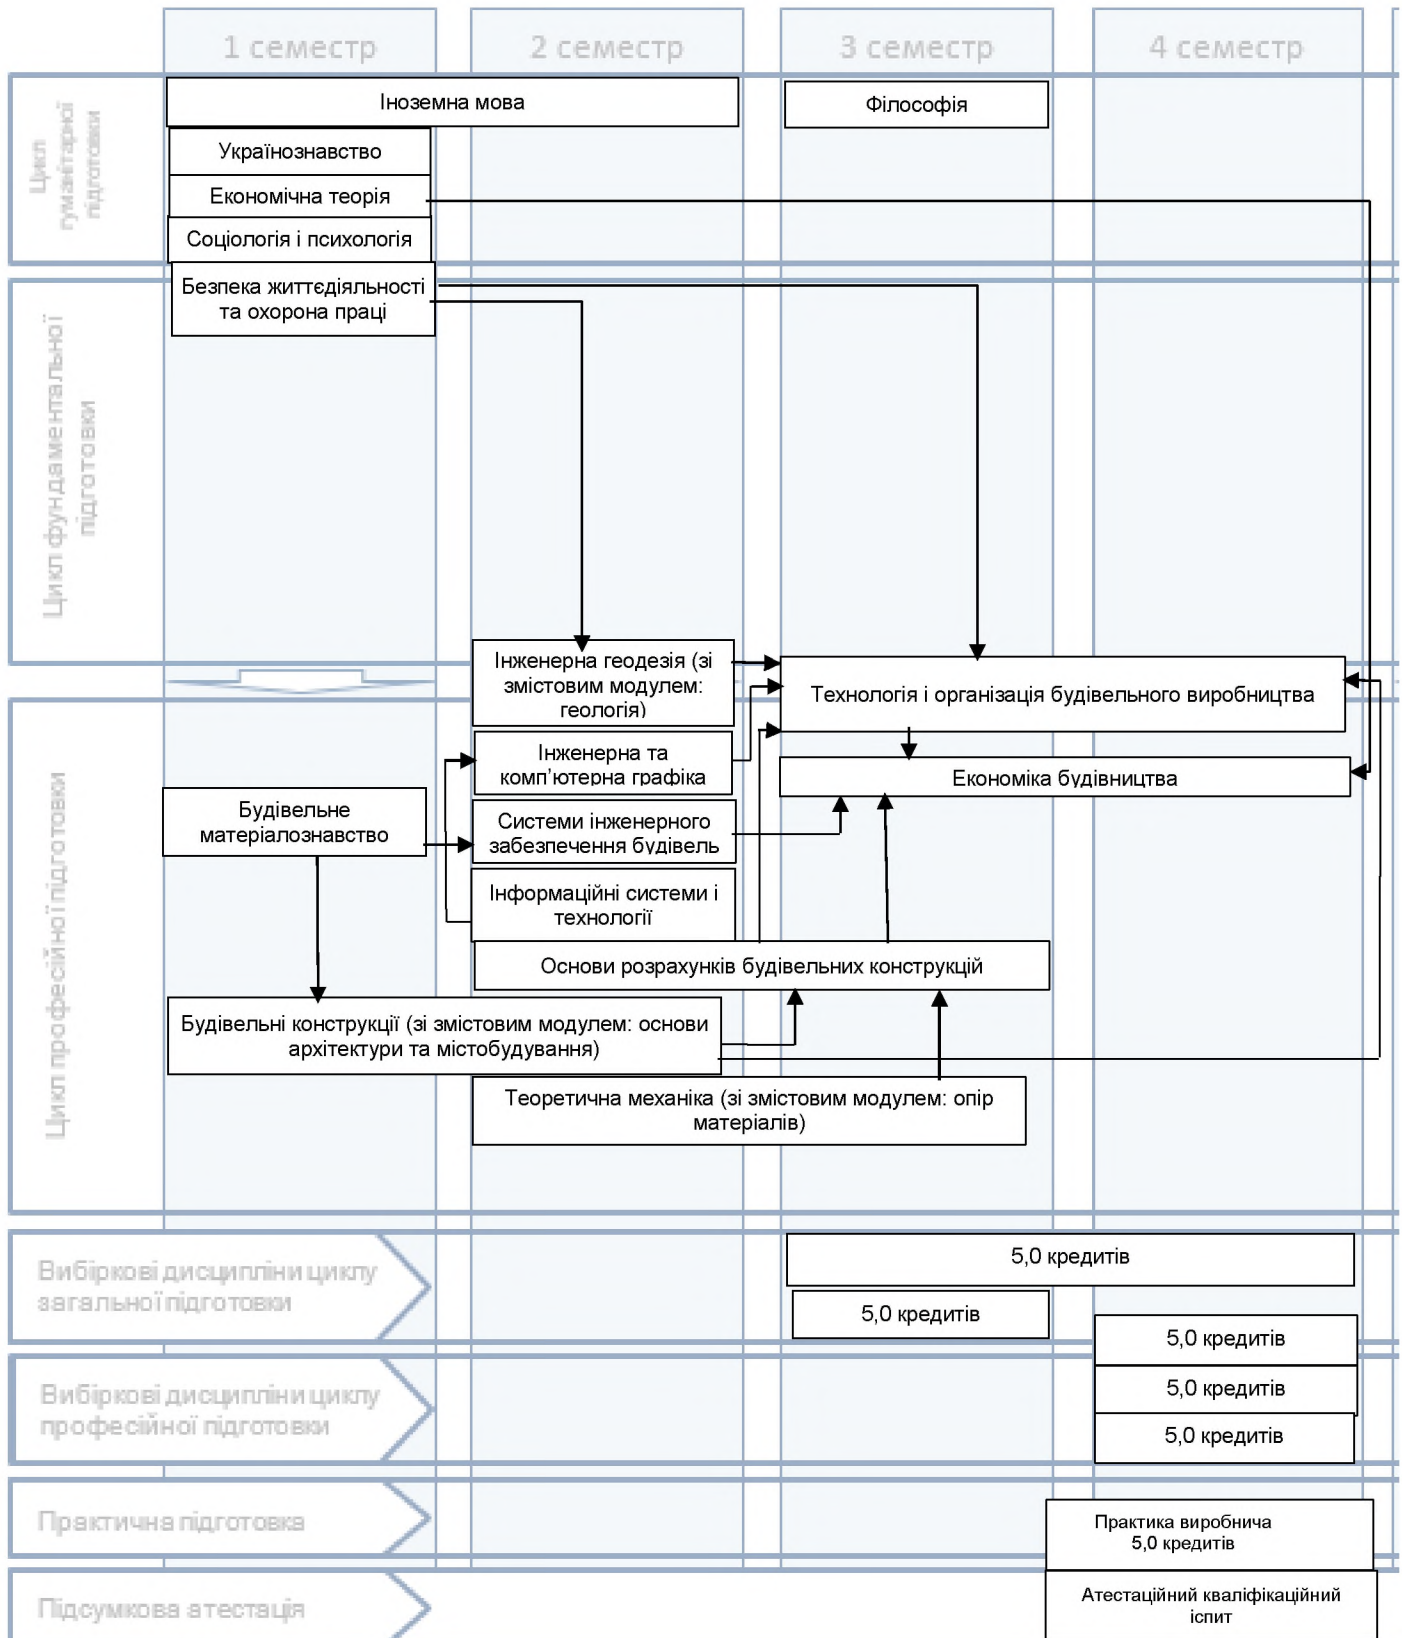 1 семестр
2 семестр
3 семестр
4 семестр
Цикл
гуманітарної
підготовки
Іноземна мова
Філософія
Українознавство
Економічна теорія
Соціологія і психологія
Цикл фундаментальної
підготовки
Безпека життєдіяльності
та охорона праці
Інженерна геодезія (зі
змістовим модулем:
геологія)
Технологія і організація будівельного виробництва
Цикл професійної підготовки
Інженерна та
комп’ютерна графіка
Економіка будівництва
Будівельне
матеріалознавство
Системи інженерного
забезпечення будівель
Інформаційні системи і
технології
Основи розрахунків будівельних конструкцій
Будівельні конструкції (зі змістовим модулем: основи
архітектури та містобудування)
Теоретична механіка (зі змістовим модулем: опір
матеріалів)
Вибіркові дисципліни циклу
загальної підготовки
5,0 кредитів
5,0 кредитів
5,0 кредитів
Вибіркові дисципліни циклу
професійної підготовки
5,0 кредитів
5,0 кредитів
Практична підготовка
Практика виробнича
5,0 кредитів
Підсумкова атестація
Атестаційний кваліфікаційний
іспит